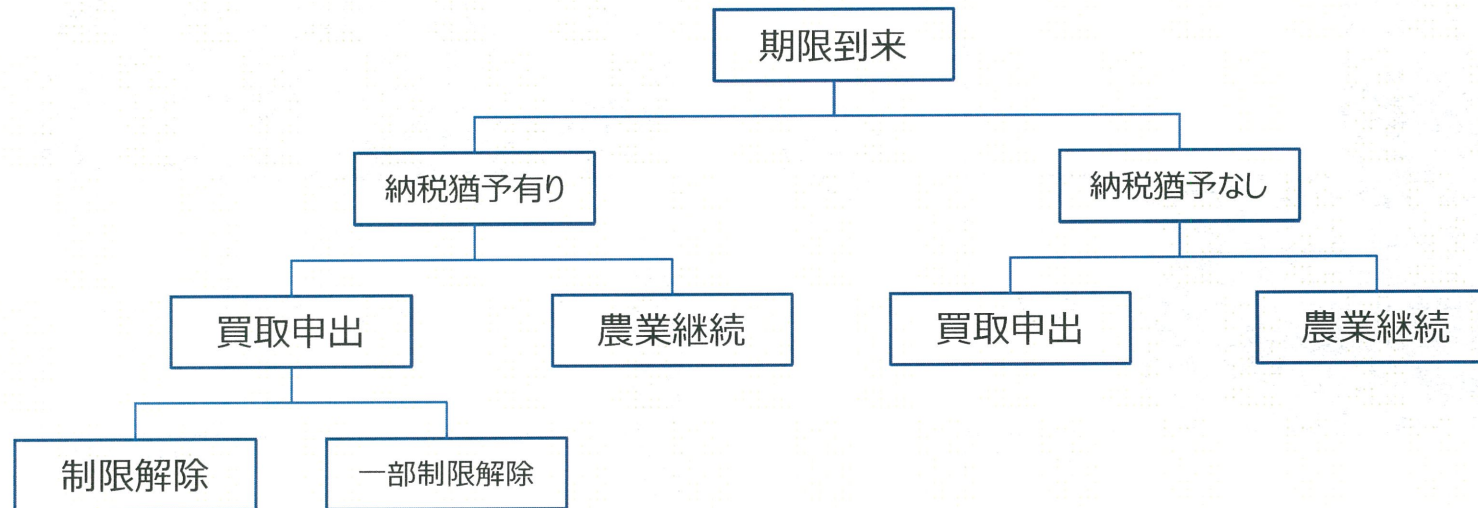 期限到来
納税猶予有り
納税猶予なし
買取申出
農業継続
買取申出
農業継続
制限解除
一部制限解除